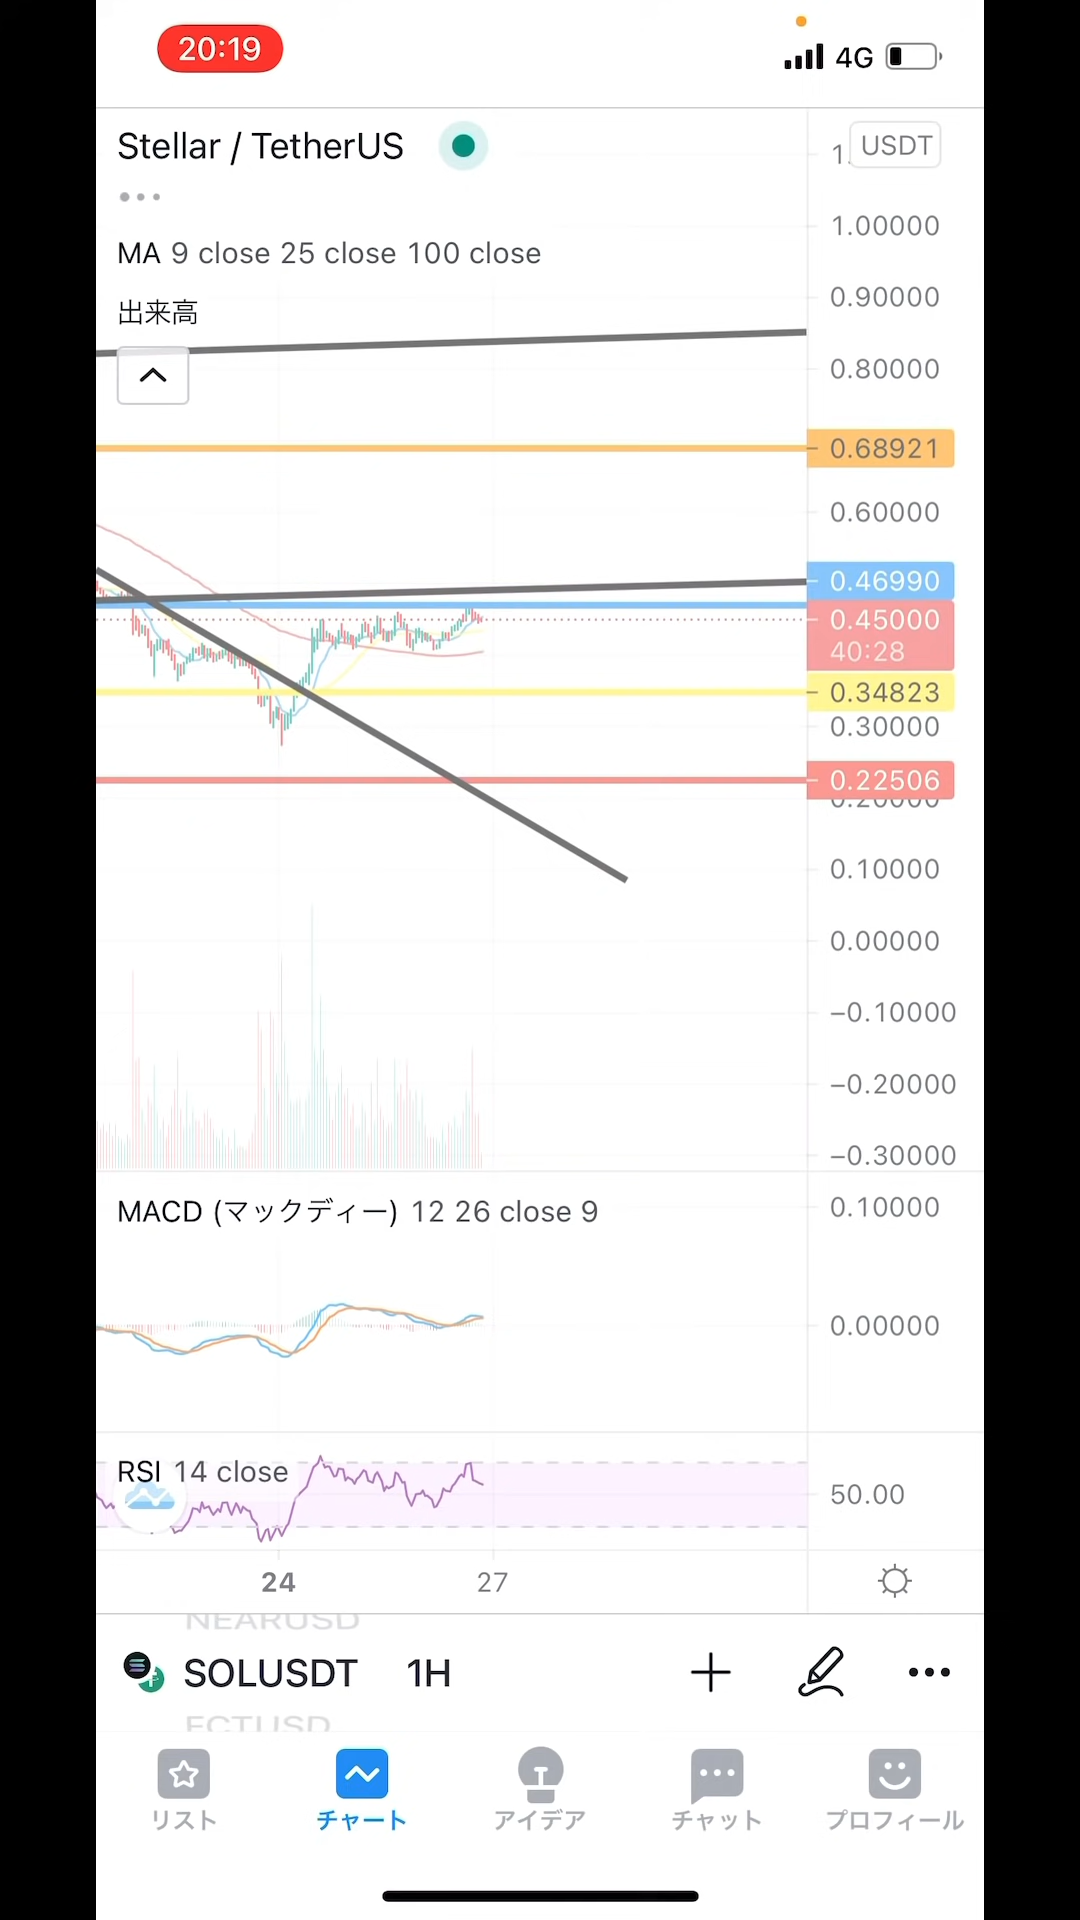 20:19
4G
Stellar / TetherUS
USDT
1.
MA 9 close 25 close 100 close
1.00000
出来高
0.90000
0.80000
0.68921
0.60000
0.46990
0.45000
40:28
0.34823
0.30000
0.22506
0.20000
0.10000
0.00000
−0.10000
−0.20000
−0.30000
MACD (マックディー) 12 26 close 9
0.10000
0.00000
RSI 14 close
50.00
24
27
NEARUSD
SOLUSDT 1H
リスト
チャート
アイデア
チャット
プロフィール